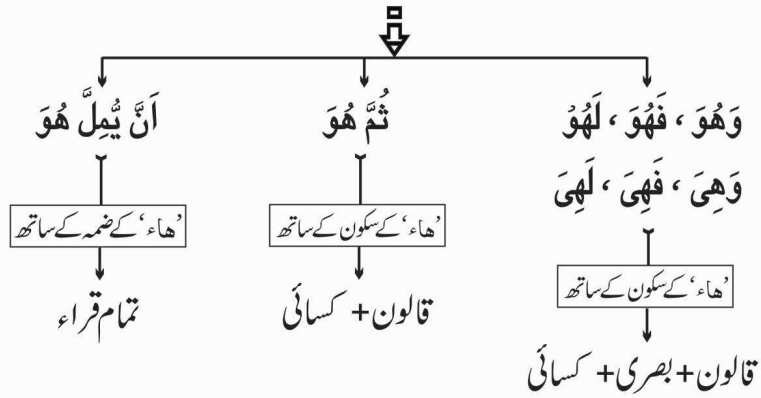 وَهُوَ ، فَهُوَ ، لَهُوْ
وَهِیَ ، فَهِیَ ، لَهِیَ
’ھاء‘ کے سکون کے ساتھ
قالون + بصری + کسائی
ثُمَّ هُوَ
’ھاء‘ کے سکون کے ساتھ
قالون + کسائی
اَنَّ یُّمِلَّ هُوَ
’ھاء‘ کے ضمہ کے ساتھ
تمام قراء